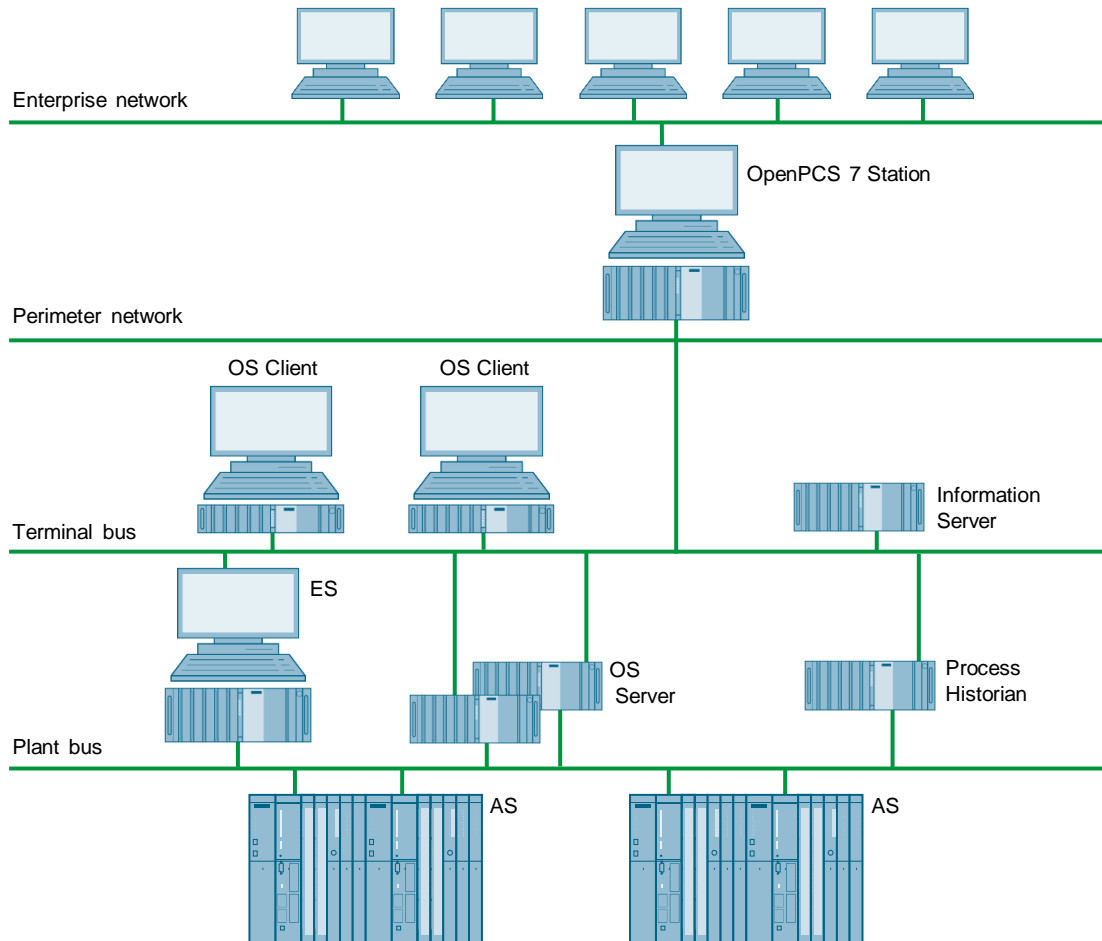 Enterprise network
OpenPCS 7 Station
Perimeter network
OS Client
OS Client
Information
Server
Terminal bus
ES
OS
Server
Process
Historian
Plant bus
AS
AS